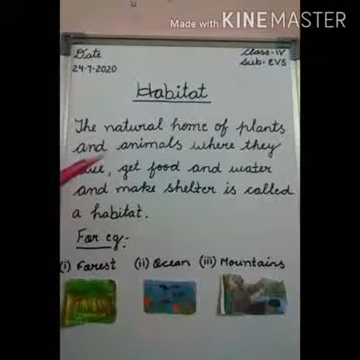 Made with KINEMASTER
Date
24-7-2020
Class-IV
Sub-EVS
Habitat
The natural home of plants
and animals where they
live, get food and water
and make shelter is called
a habitat.
For eg.
(i) Forest (ii) Ocean (iii) Mountains